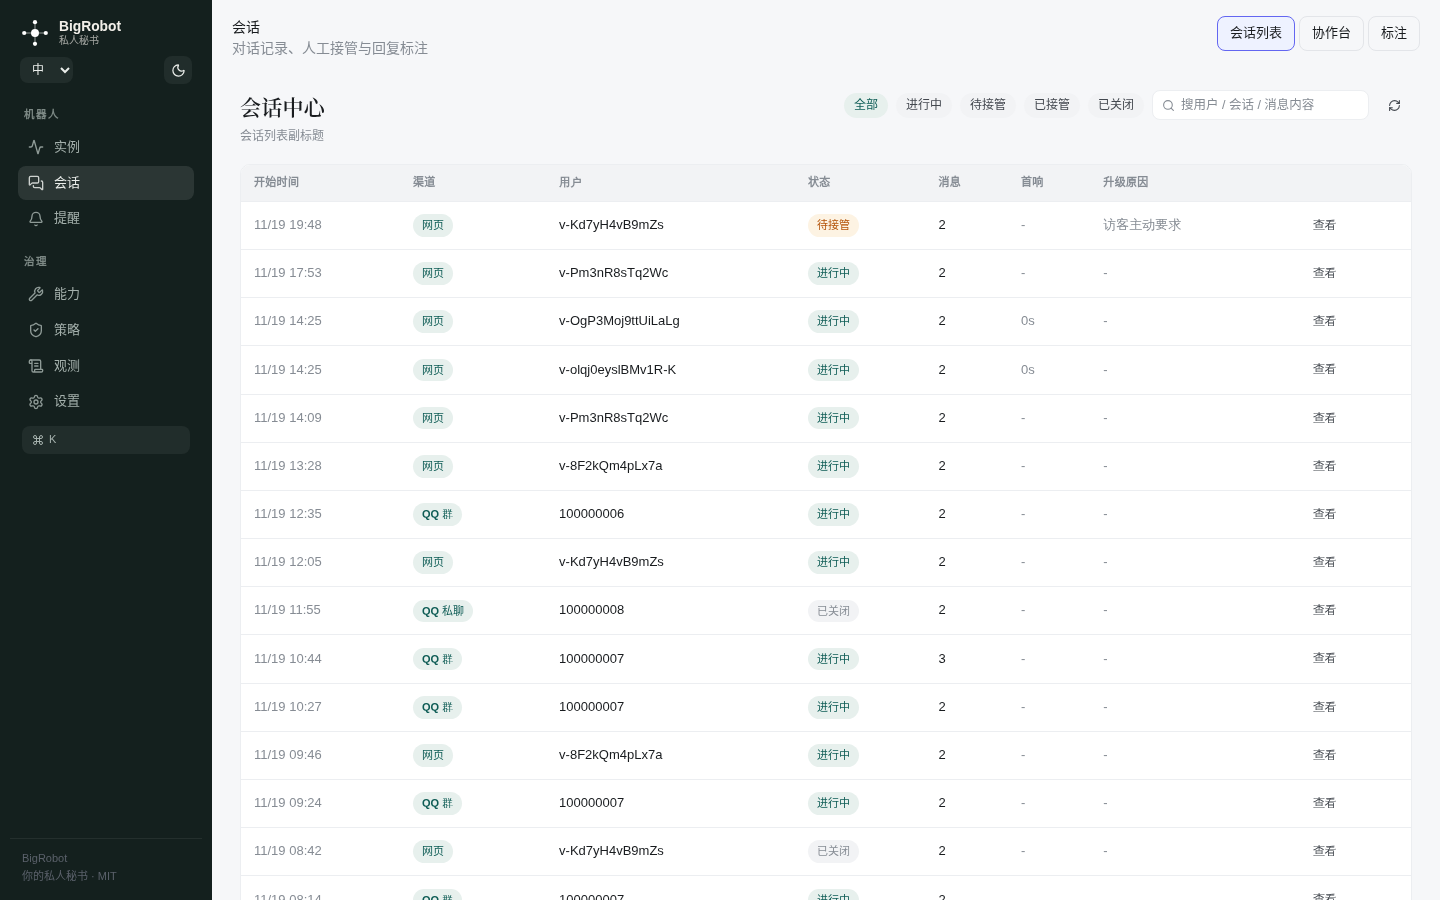 BigRobot
私人秘书
中
机器人
实例
会话
提醒
治理
能力
策略
观测
设置
⌘ K
BigRobot
你的私人秘书 · MIT
会话
对话记录、人工接管与回复标注
会话列表 协作台 标注
会话中心
会话列表副标题
全部 进行中 待接管 已接管 已关闭 搜用户 / 会话 / 消息内容
开始时间 渠道 用户 状态 消息 首响 升级原因
11/19 19:48 网页 v-Kd7yH4vB9mZs 待接管 2 - 访客主动要求 查看
11/19 17:53 网页 v-Pm3nR8sTq2Wc 进行中 2 - - 查看
11/19 14:25 网页 v-OgP3Moj9ttUiLaLg 进行中 2 0s - 查看
11/19 14:25 网页 v-olqj0eyslBMv1R-K 进行中 2 0s - 查看
11/19 14:09 网页 v-Pm3nR8sTq2Wc 进行中 2 - - 查看
11/19 13:28 网页 v-8F2kQm4pLx7a 进行中 2 - - 查看
11/19 12:35 QQ 群 100000006 进行中 2 - - 查看
11/19 12:05 网页 v-Kd7yH4vB9mZs 进行中 2 - - 查看
11/19 11:55 QQ 私聊 100000008 已关闭 2 - - 查看
11/19 10:44 QQ 群 100000007 进行中 3 - - 查看
11/19 10:27 QQ 群 100000007 进行中 2 - - 查看
11/19 09:46 网页 v-8F2kQm4pLx7a 进行中 2 - - 查看
11/19 09:24 QQ 群 100000007 进行中 2 - - 查看
11/19 08:42 网页 v-Kd7yH4vB9mZs 已关闭 2 - - 查看
11/19 08:14 QQ 群 100000007 进行中 2 查看